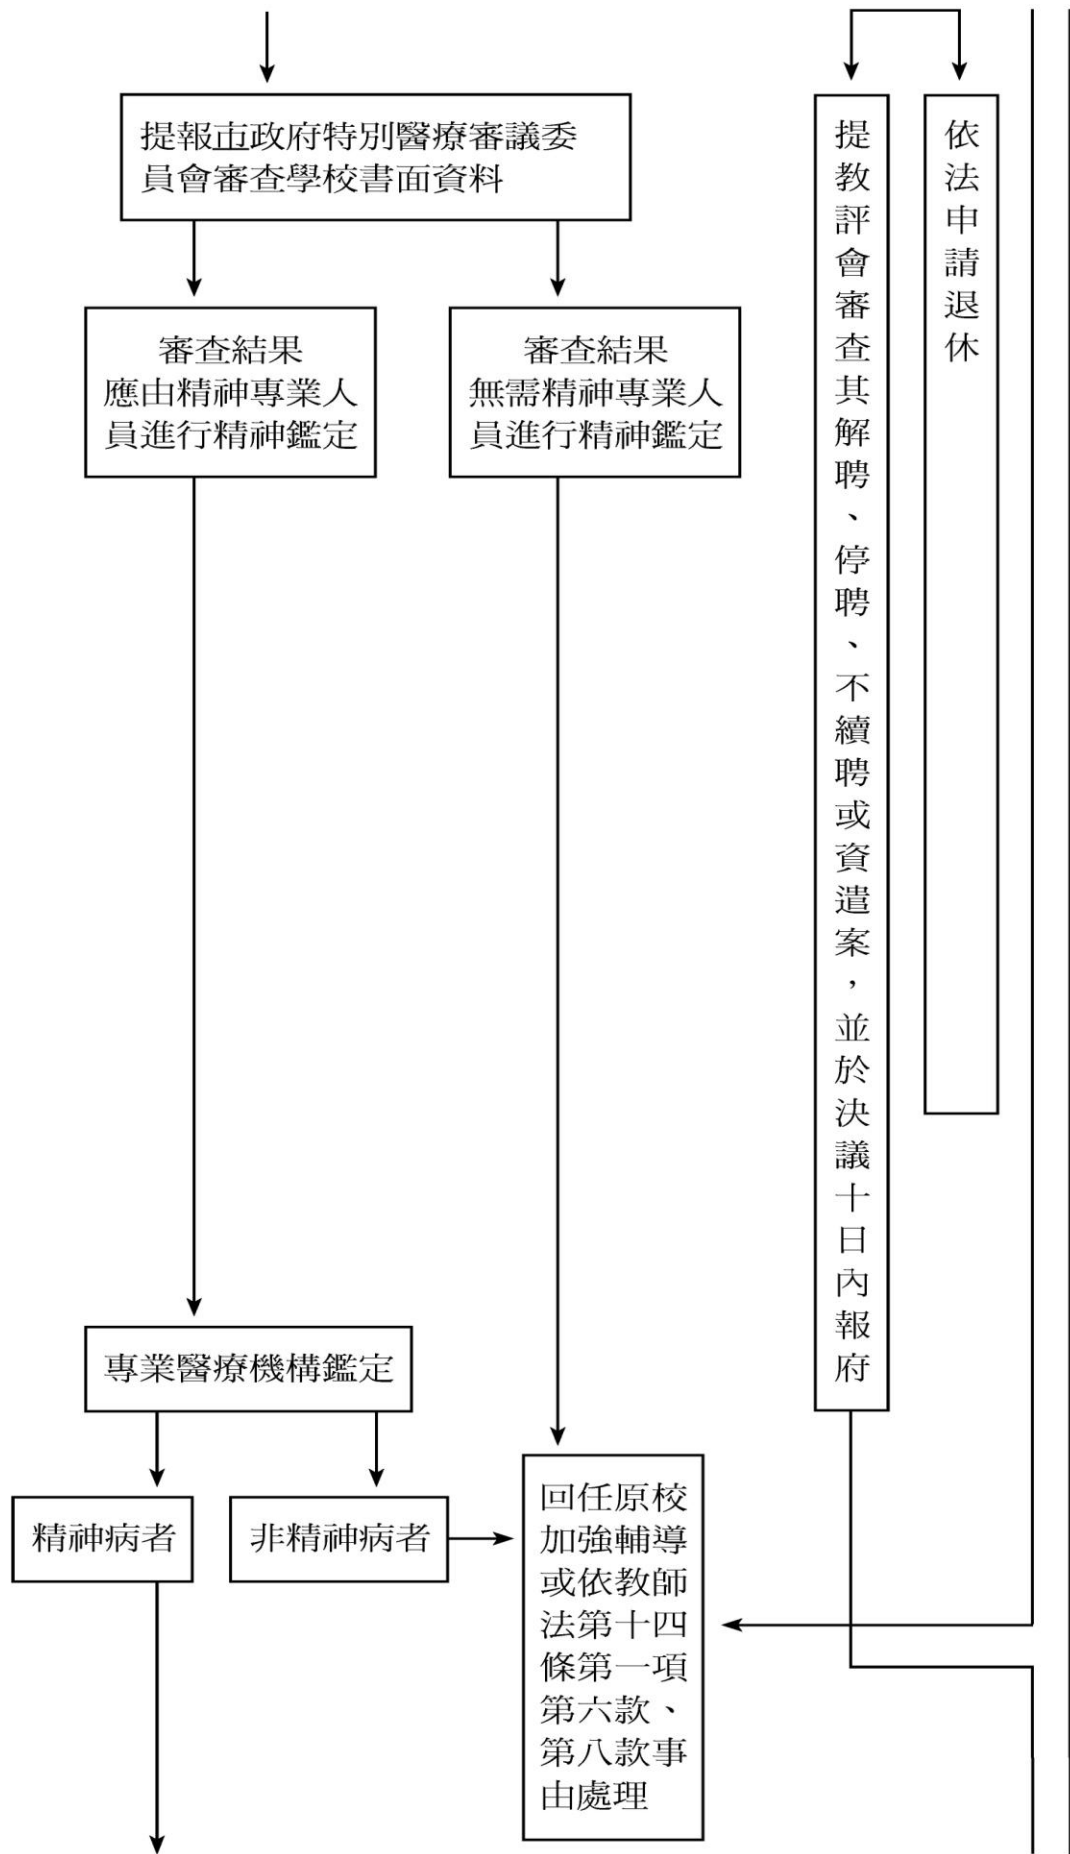 提報市政府特別醫療審議委
員會審查學校書面資料
審查結果
應由精神專業人
員進行精神鑑定
審查結果
無需精神專業人
員進行精神鑑定
專業醫療機構鑑定
精神病者
非精神病者
回任原校
加強輔導
或依教師
法第十四
條第一項
第六款、
第八款事
由處理
提教評會審查其解聘、停聘、不續聘或資遣案，並於決議十日內報府
依法申請退休